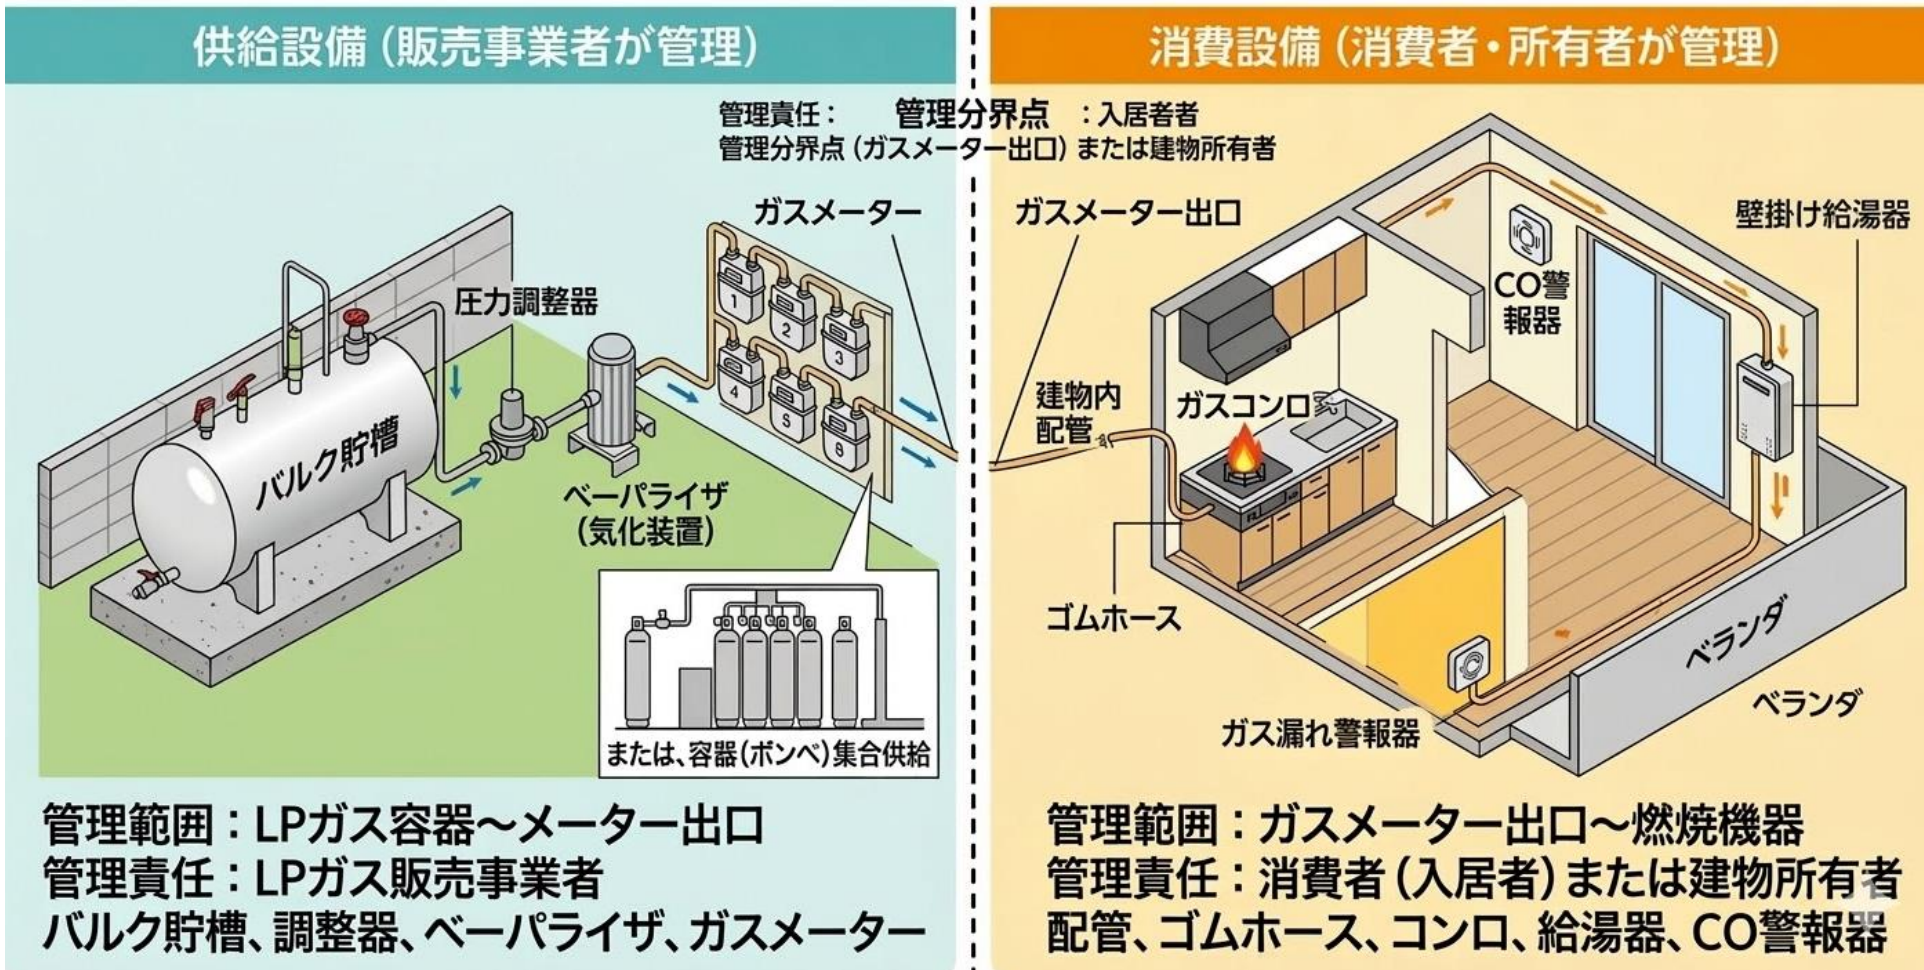 供給設備（販売事業者が管理）
消費設備（消費者・所有者が管理）
管理責任： 管理分界点 ：入居者者
管理分界点（ガスメーター出口）または建物所有者
ガスメーター
ガスメーター出口
壁掛け給湯器
圧力調整器
CO警
報器
1
2
3
4
5
6
バルク貯槽
建物内
配管
ガスコンロ
ベーパライザ
（気化装置）
ゴムホース
ベランダ
ベランダ
ガス漏れ警報器
または、容器（ボンベ）集合供給
管理範囲：LPガス容器～メーター出口
管理責任：LPガス販売事業者
バルク貯槽、調整器、ベーパライザ、ガスメーター
管理範囲：ガスメーター出口～燃焼機器
管理責任：消費者（入居者）または建物所有者
配管、ゴムホース、コンロ、給湯器、CO警報器